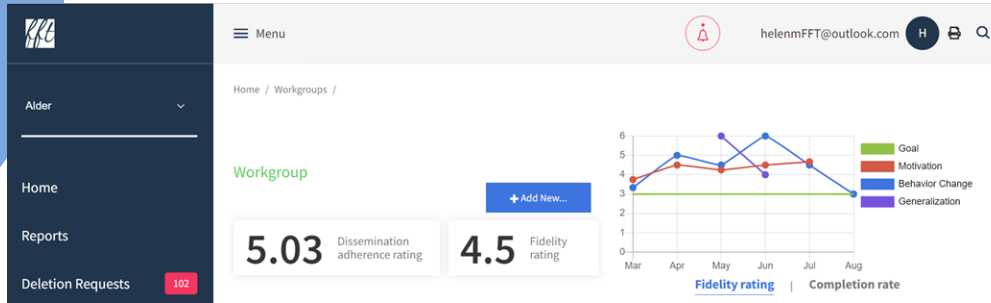 fft
Menu
helenmFFT@outlook.com
H
Alder
Home / Workgroups /
Home
Reports
Deletion Requests 102
Workgroup
+ Add New...
5.03 Dissemination
adherence rating
4.5 Fidelity
rating
6
5
4
3
2
1
0
Mar Apr May Jun Jul Aug
Goal
Motivation
Behavior Change
Generalization
Fidelity rating | Completion rate